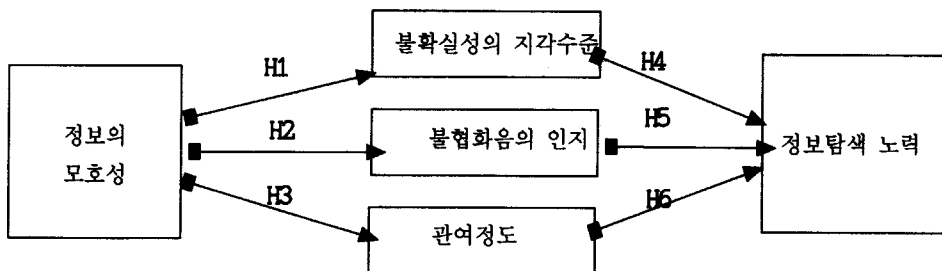 불확실성의 지각수준
H1
H4
정보의
모호성
H2
불협화음의 인지
H5
정보탐색 노력
H3
관여정도
H6